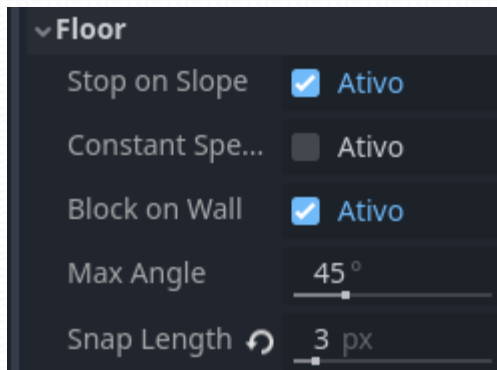 Floor
Stop on Slope Ativo
Constant Spe... Ativo
Block on Wall Ativo
Max Angle 45 °
Snap Length 3 px